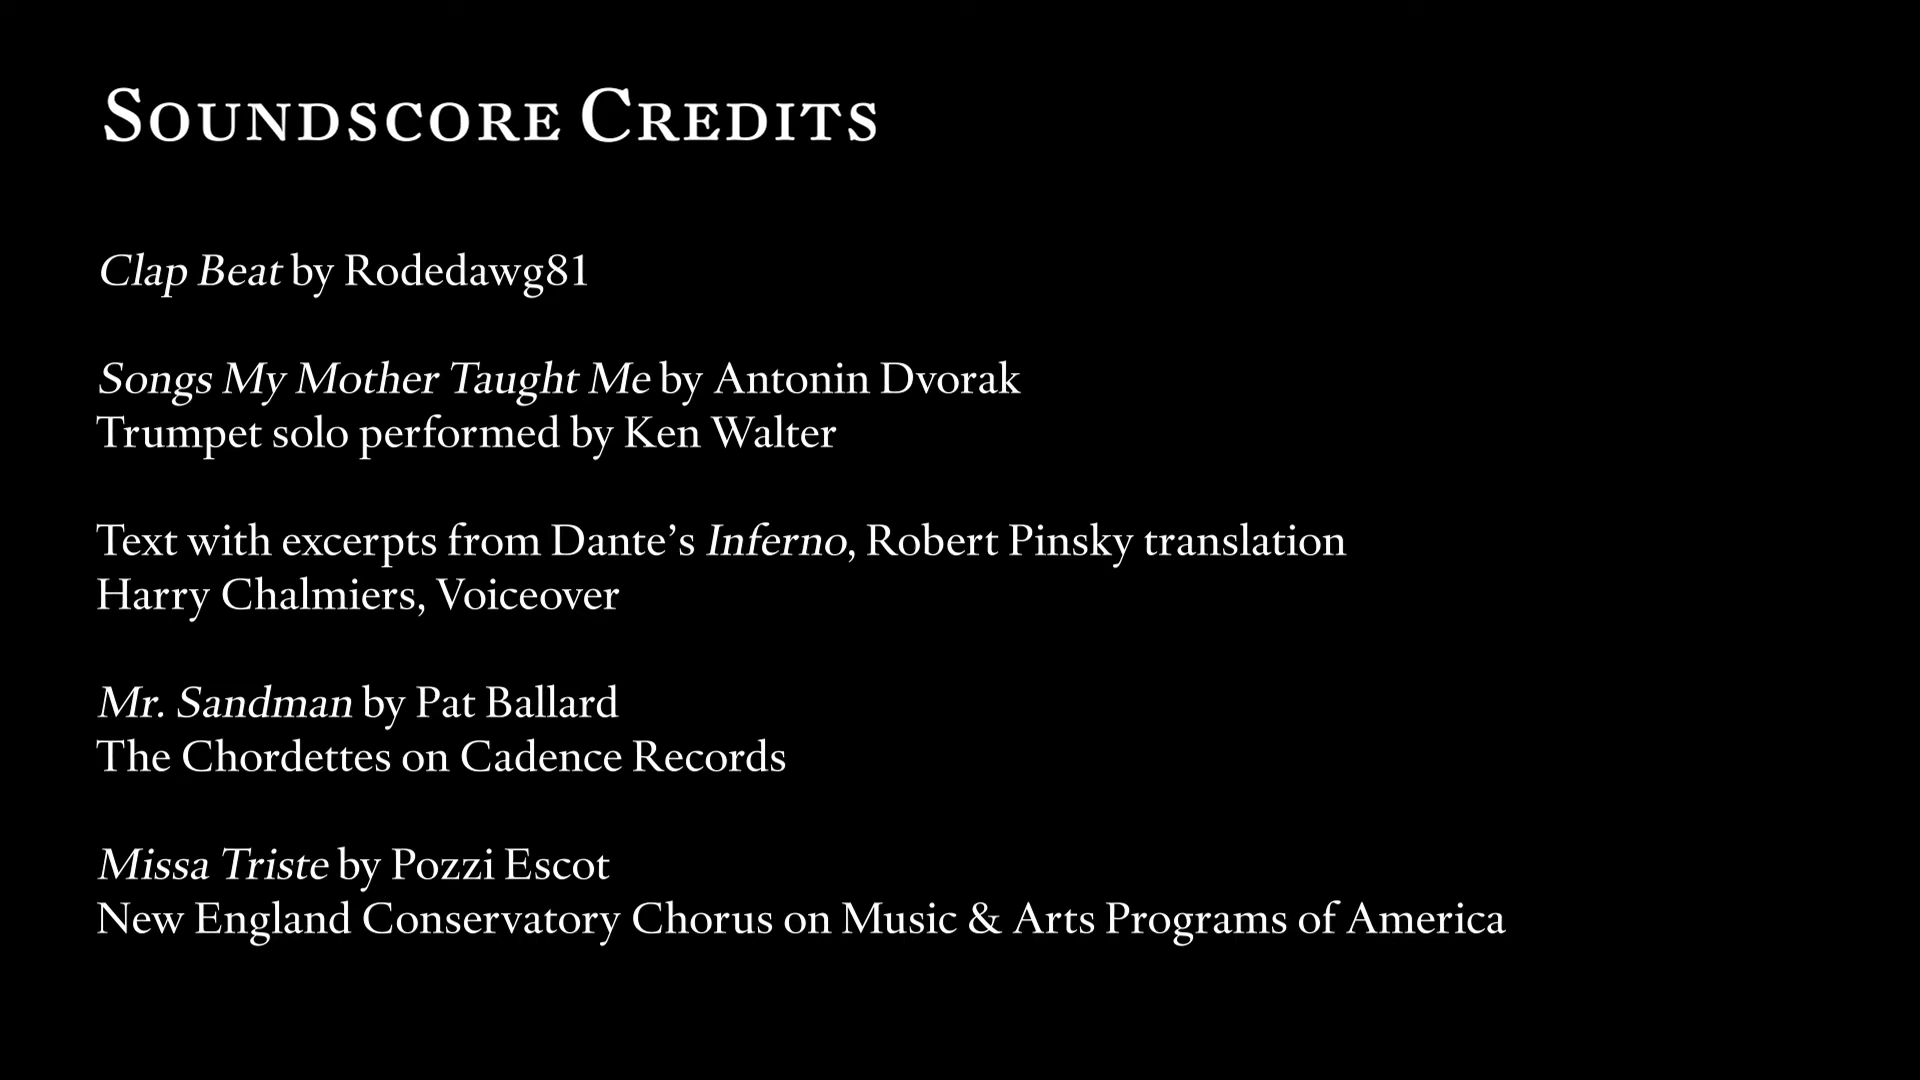 Soundscore Credits
Clap Beat by Rodedawg81
Songs My Mother Taught Me by Antonin Dvorak
Trumpet solo performed by Ken Walter
Text with excerpts from Dante’s Inferno, Robert Pinsky translation
Harry Chalmiers, Voiceover
Mr. Sandman by Pat Ballard
The Chordettes on Cadence Records
Missa Triste by Pozzi Escot
New England Conservatory Chorus on Music & Arts Programs of America